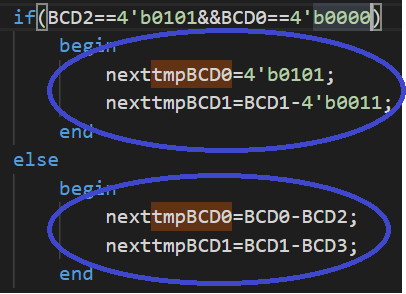 if(BCD2==4'b0101&&BCD0==4'b0000)
begin
nexttmpBCD0=4'b0101;
nexttmpBCD1=BCD1-4'b0011;
end
else
begin
nexttmpBCD0=BCD0-BCD2;
nexttmpBCD1=BCD1-BCD3;
end